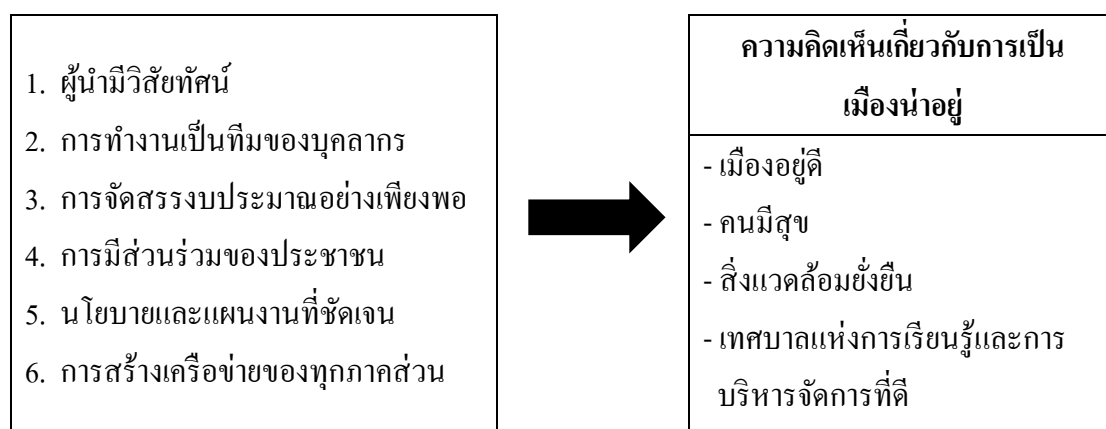 1. ผู้นำมีวิสัยทัศน์
2. การทำงานเป็นทีมของบุคลากร
3. การจัดสรรงบประมาณอย่างเพียงพอ
4. การมีส่วนร่วมของประชาชน
5. นโยบายและแผนงานที่ชัดเจน
6. การสร้างเครือข่ายของทุกภาคส่วน
ความคิดเห็นเกี่ยวกับการเป็น
เมืองน่าอยู่
- เมืองอยู่ดี
- คนมีสุข
- สิ่งแวดล้อมยั่งยืน
- เทศบาลแห่งการเรียนรู้และการ
บริหารจัดการที่ดี